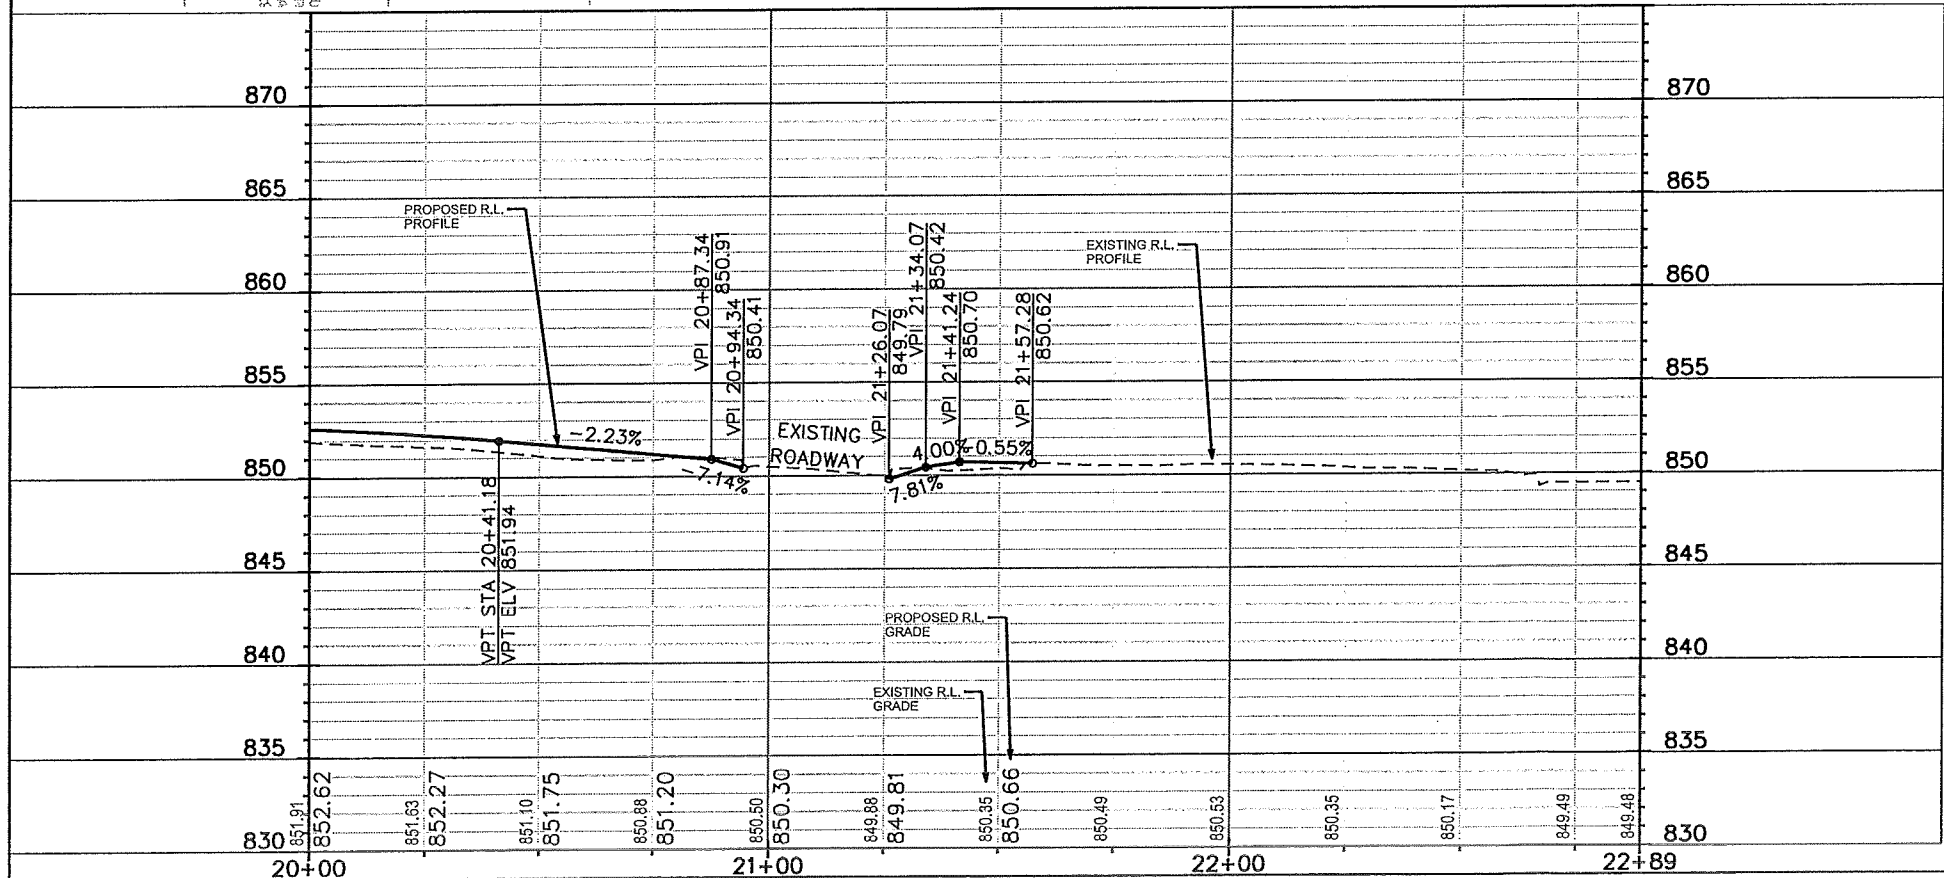 870
870
865
865
PROPOSED R.L.
PROFILE
EXISTING R.L.
PROFILE
860
860
VPI 20+87.34
850.91
VPI 20+94.34
850.41
VPI 21+26.07
849.79
VPI 21+34.07
850.42
VPI 21+41.24
850.70
VPI 21+57.28
850.62
855
855
-2.23%
EXISTING
ROADWAY
4.00%
-0.55%
850
850
-7.14%
7.81%
VPT STA 20+41.18
VPT ELV 851.94
845
845
PROPOSED R.L.
GRADE
840
840
EXISTING R.L.
GRADE
835
835
851.91
852.62
851.63
852.27
851.10
851.75
850.88
851.20
850.50
850.30
849.88
849.81
850.35
850.66
850.49
850.53
850.35
850.17
849.49
849.48
830
830
20+00
21+00
22+00
22+89